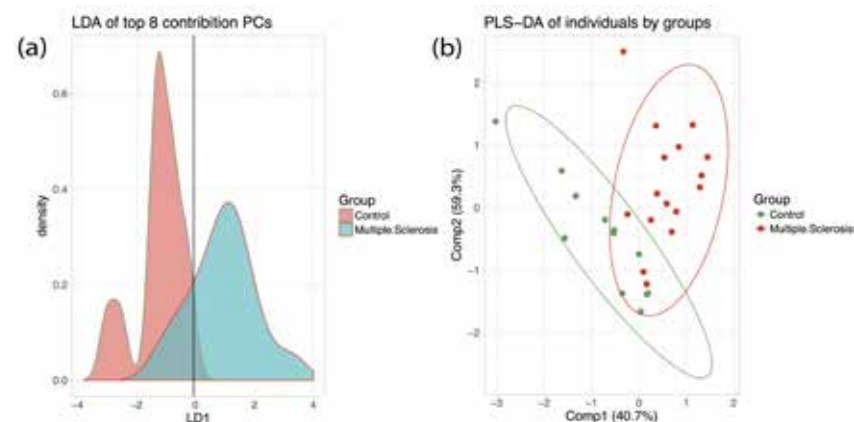 (a)
LDA of top 8 contribition PCs
density
0.6
0.4
0.2
0.0
−4
−2
0
2
4
LD1
Group
Control
Multiple.Sclerosis
(b)
PLS−DA of individuals by groups
Comp2 (59.3%)
2
1
0
−1
−2
−3
−2
−1
0
1
2
Comp1 (40.7%)
Group
Control
Multiple.Sclerosis